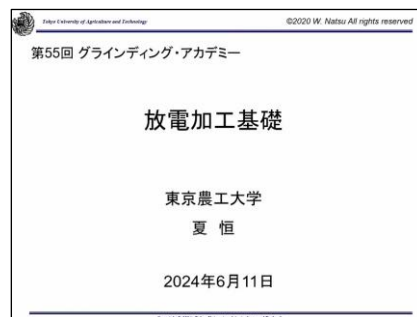 Tokyo University of Agriculture and Technology
©2020 W. Natsu All rights reserved
第55回 グラインディング・アカデミー
放電加工基礎
東京農工大学
夏 恒
2024年6月11日